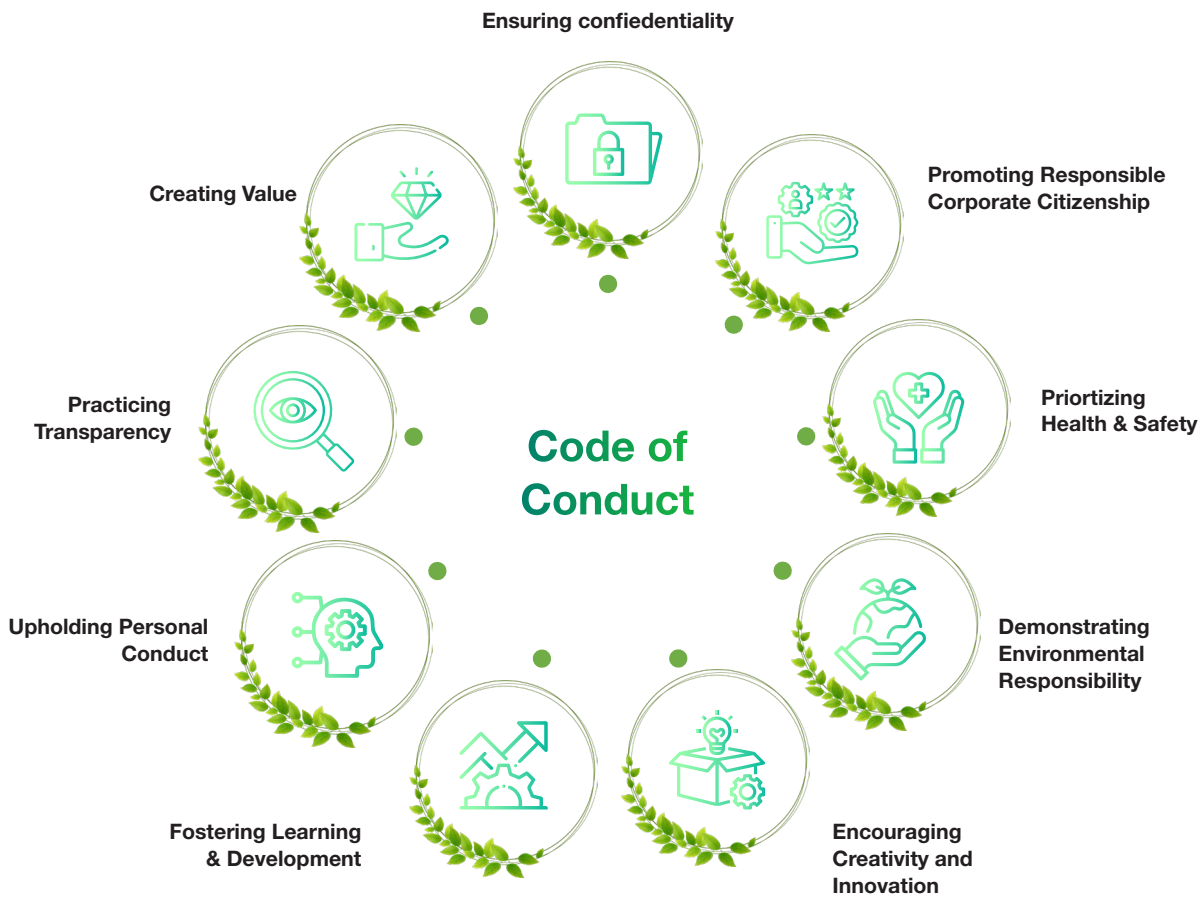 Ensuring confiedentiality
Promoting Responsible
Corporate Citizenship
Creating Value
Priortizing
Health & Safety
Practicing
Transparency
Code of
Conduct
Demonstrating
Environmental
Responsibility
Upholding Personal
Conduct
Encouraging
Creativity and
Innovation
Fostering Learning
& Development